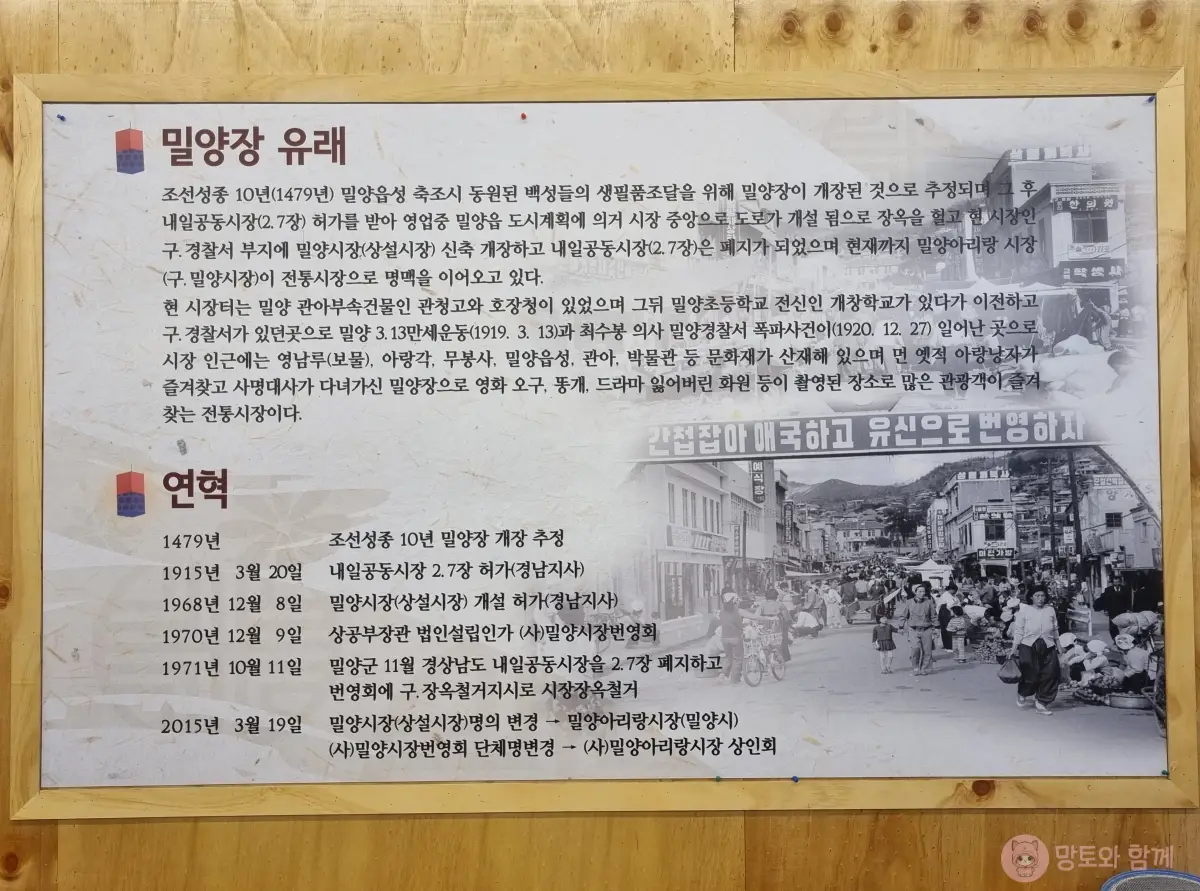 밀양장 유래
조선성종 10년(1479년) 밀양읍성 축조시 동원된 백성들의 생필품조달을 위해 밀양장이 개장된 것으로 추정되며 그 후
내일공동시장(2.7장) 허가를 받아 영업중 밀양읍 도시계획에 의거 시장 중앙으로 도로가 개설 됨으로 장옥을 헐고 현 시장인
구.경찰서 부지에 밀양시장(상설시장) 신축 개장하고 내일공동시장(2.7장)은 폐지가 되었으며 현재까지 밀양아리랑 시장
(구.밀양시장)이 전통시장으로 명맥을 이어오고 있다.
현 시장터는 밀양 관아부속건물인 관청고와 호장청이 있었으며 그뒤 밀양초등학교 전신인 개창학교가 있다가 이전하고
구.경찰서가 있던곳으로 밀양 3.13만세운동(1919. 3. 13)과 최수봉 의사 밀양경찰서 폭파사건이(1920. 12. 27) 일어난 곳으로
시장 인근에는 영남루(보물), 아랑각, 무봉사, 밀양읍성, 관아, 박물관 등 문화재가 산재해 있으며 먼 옛적 아랑낭자가
즐겨찾고 사명대사가 다녀가신 밀양장으로 영화 오구, 똥개, 드라마 잃어버린 화원 등이 촬영된 장소로 많은 관광객이 즐겨
찾는 전통시장이다.
간첩잡아 애국하고 유신으로 번영하자
예식장
연혁
1479년 조선성종 10년 밀양장 개장 추정
1915년 3월 20일 내일공동시장 2.7장 허가(경남지사)
1968년 12월 8일 밀양시장(상설시장) 개설 허가(경남지사)
1970년 12월 9일 상공부장관 법인설립인가 (사)밀양시장번영회
1971년 10월 11일 밀양군 11월 경상남도 내일공동시장을 2.7장 폐지하고
번영회에 구.장옥철거지시로 시장장옥철거
2015년 3월 19일 밀양시장(상설시장)명의 변경 → 밀양아리랑시장(밀양시)
(사)밀양시장번영회 단체명변경 → (사)밀양아리랑시장 상인회
망토와 함께